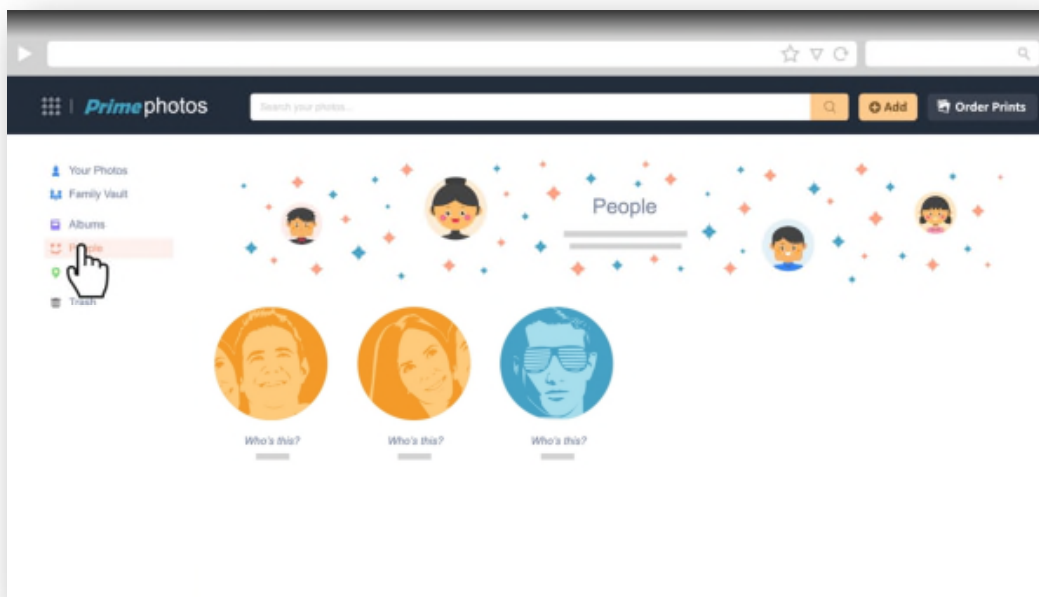 Prime photos
Search your photos...
Add
Order Prints
Your Photos
Family Vault
Albums
People
Trash
People
Who's this?
Who's this?
Who's this?